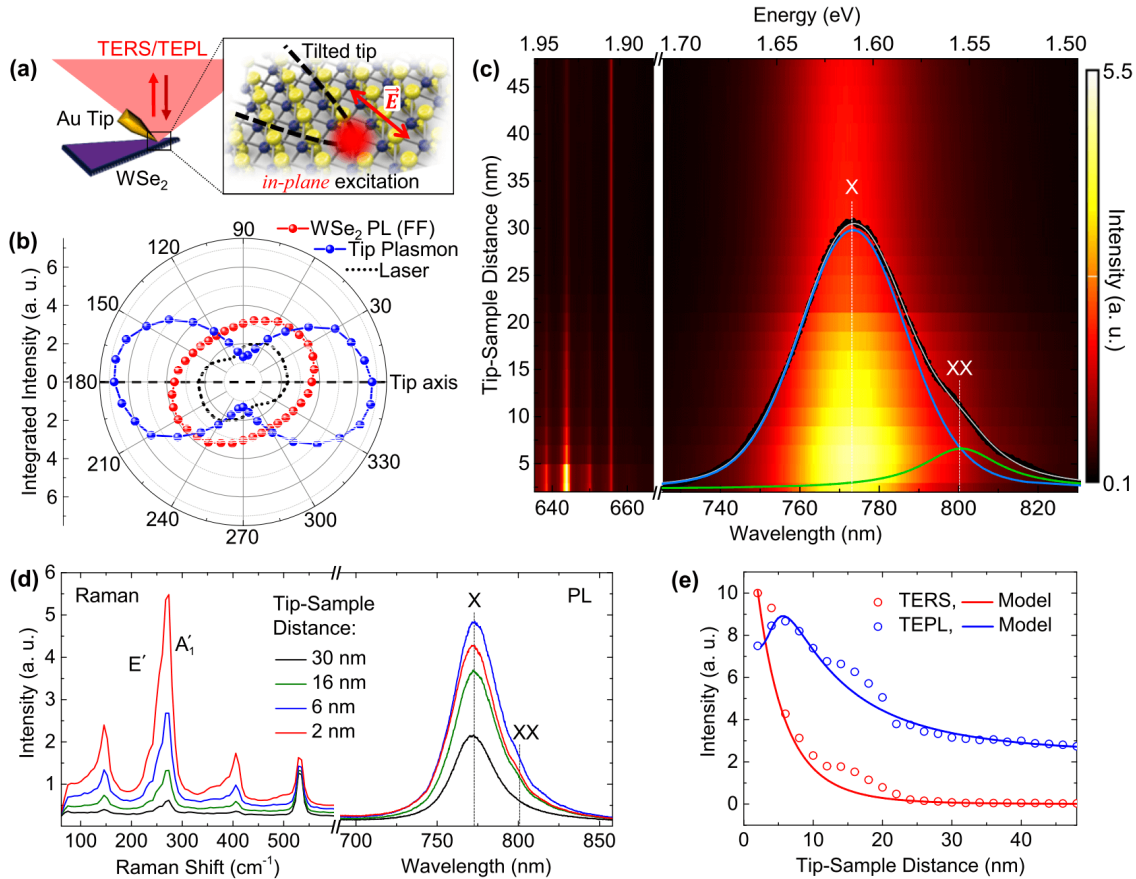 (a)
TERS/TEPL
Au Tip
WSe₂
Tilted tip
E⃗
in-plane excitation
(b)
WSe₂ PL (FF)
Tip Plasmon
Laser
Integrated Intensity (a. u.)
6
5
4
2
0
2
4
5
6
90
120
150
180
210
240
270
300
330
30
Tip axis
(c)
Energy (eV)
1.95 1.90 1.70 1.65 1.60 1.55 1.50
Tip-Sample Distance (nm)
45
40
35
30
25
20
15
10
5
X
XX
640 660 740 760 780 800 820
Wavelength (nm)
5.5
Intensity (a. u.)
0.1
(d)
Raman
PL
E′
A₁′
Tip-Sample
Distance:
30 nm
16 nm
6 nm
2 nm
X
XX
Intensity (a. u.)
6
5
4
3
2
1
100 200 300 400 500 700 750 800 850
Raman Shift (cm⁻¹)
Wavelength (nm)
(e)
TERS, Model
TEPL, Model
Intensity (a. u.)
10
8
6
4
2
0
0 10 20 30 40
Tip-Sample Distance (nm)